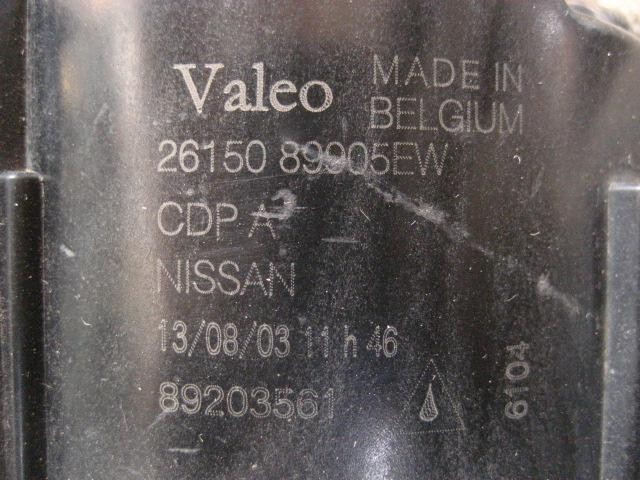 Valeo MADE IN
BELGIUM
26150 89905EW
CDP A
NISSAN
13/08/03 11 h 46
89203561
6104